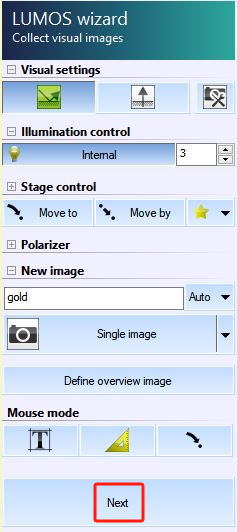 LUMOS wizard
Collect visual images
Visual settings
Illumination control
Internal 3
Stage control
Move to Move by
Polarizer
New image
gold Auto
Single image
Define overview image
Mouse mode
T
Next